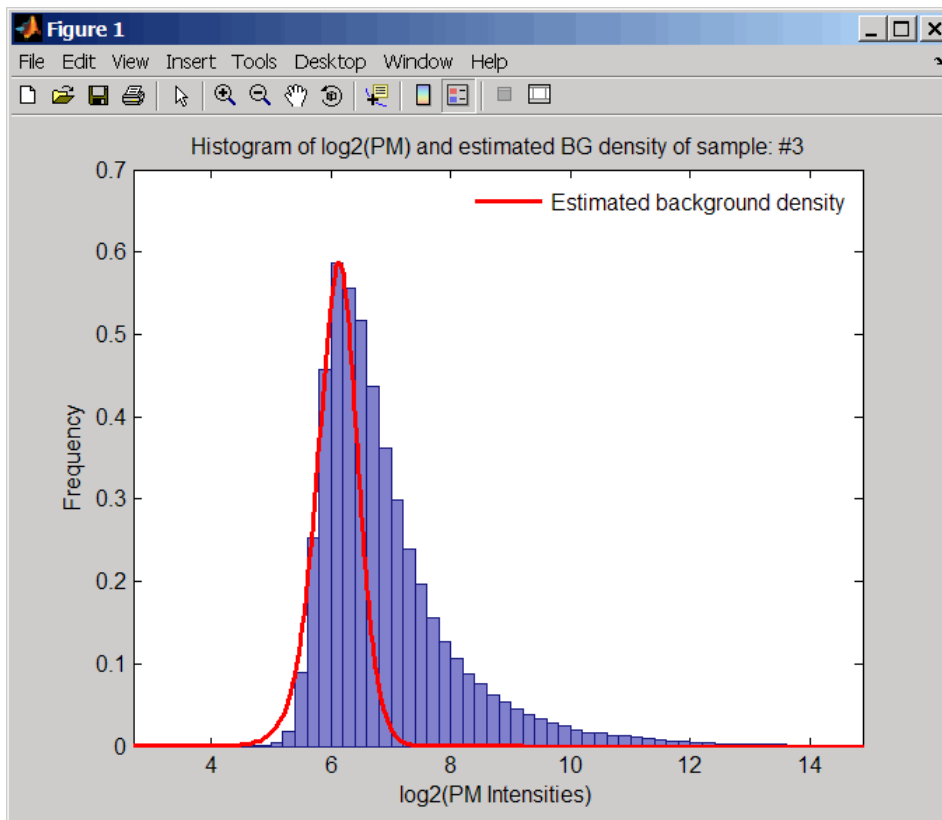 Figure 1
File Edit View Insert Tools Desktop Window Help
Histogram of log2(PM) and estimated BG density of sample: #3
Estimated background density
0.7
0.6
0.5
0.4
0.3
0.2
0.1
0
Frequency
4 6 8 10 12 14
log2(PM Intensities)